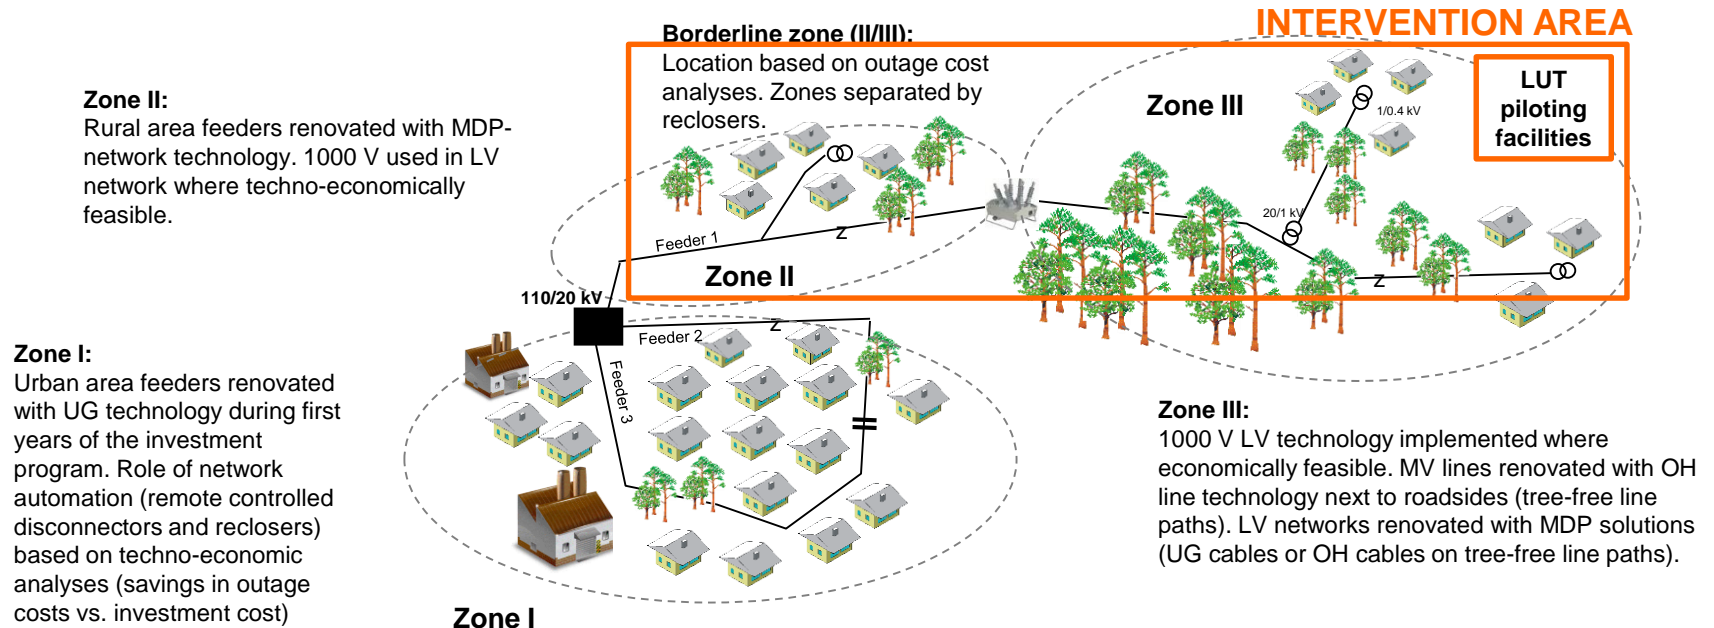 INTERVENTION AREA
Borderline zone (II/III):
Location based on outage cost
analyses. Zones separated by
reclosers.
Zone II:
Rural area feeders renovated with MDP-
network technology. 1000 V used in LV
network where techno-economically
feasible.
Zone III
LUT
piloting
facilities
1/0.4 kV
20/1 kV
Feeder 1
Z
Z
Zone II
110/20 kV
Feeder 2
Z
Feeder 3
Zone I:
Urban area feeders renovated
with UG technology during first
years of the investment
program. Role of network
automation (remote controlled
disconnectors and reclosers)
based on techno-economic
analyses (savings in outage
costs vs. investment cost)
Zone I
Zone III:
1000 V LV technology implemented where
economically feasible. MV lines renovated with OH
line technology next to roadsides (tree-free line
paths). LV networks renovated with MDP solutions
(UG cables or OH cables on tree-free line paths).